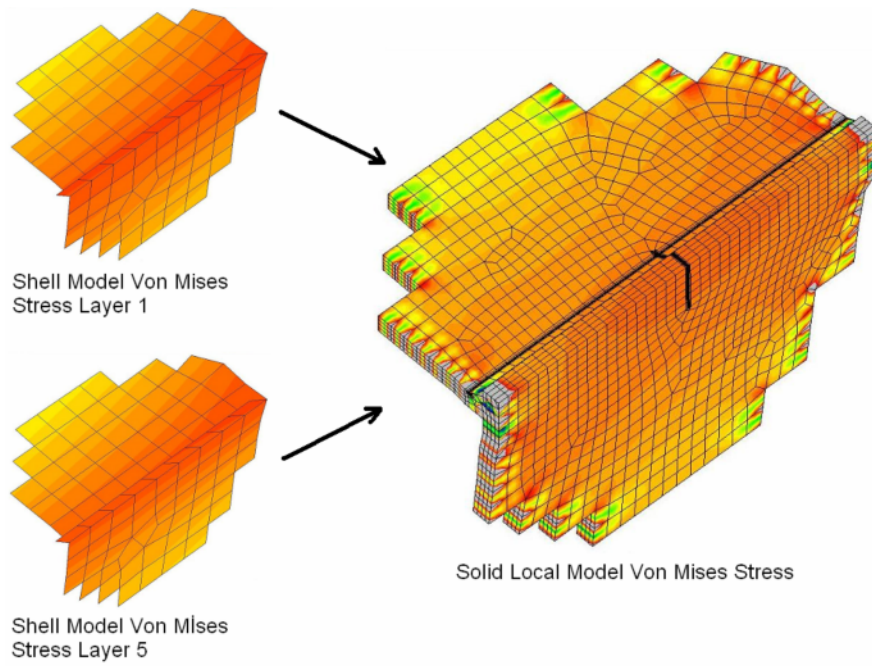 Shell Model Von Mises
Stress Layer 1
Solid Local Model Von Mises Stress
Shell Model Von Mİses
Stress Layer 5